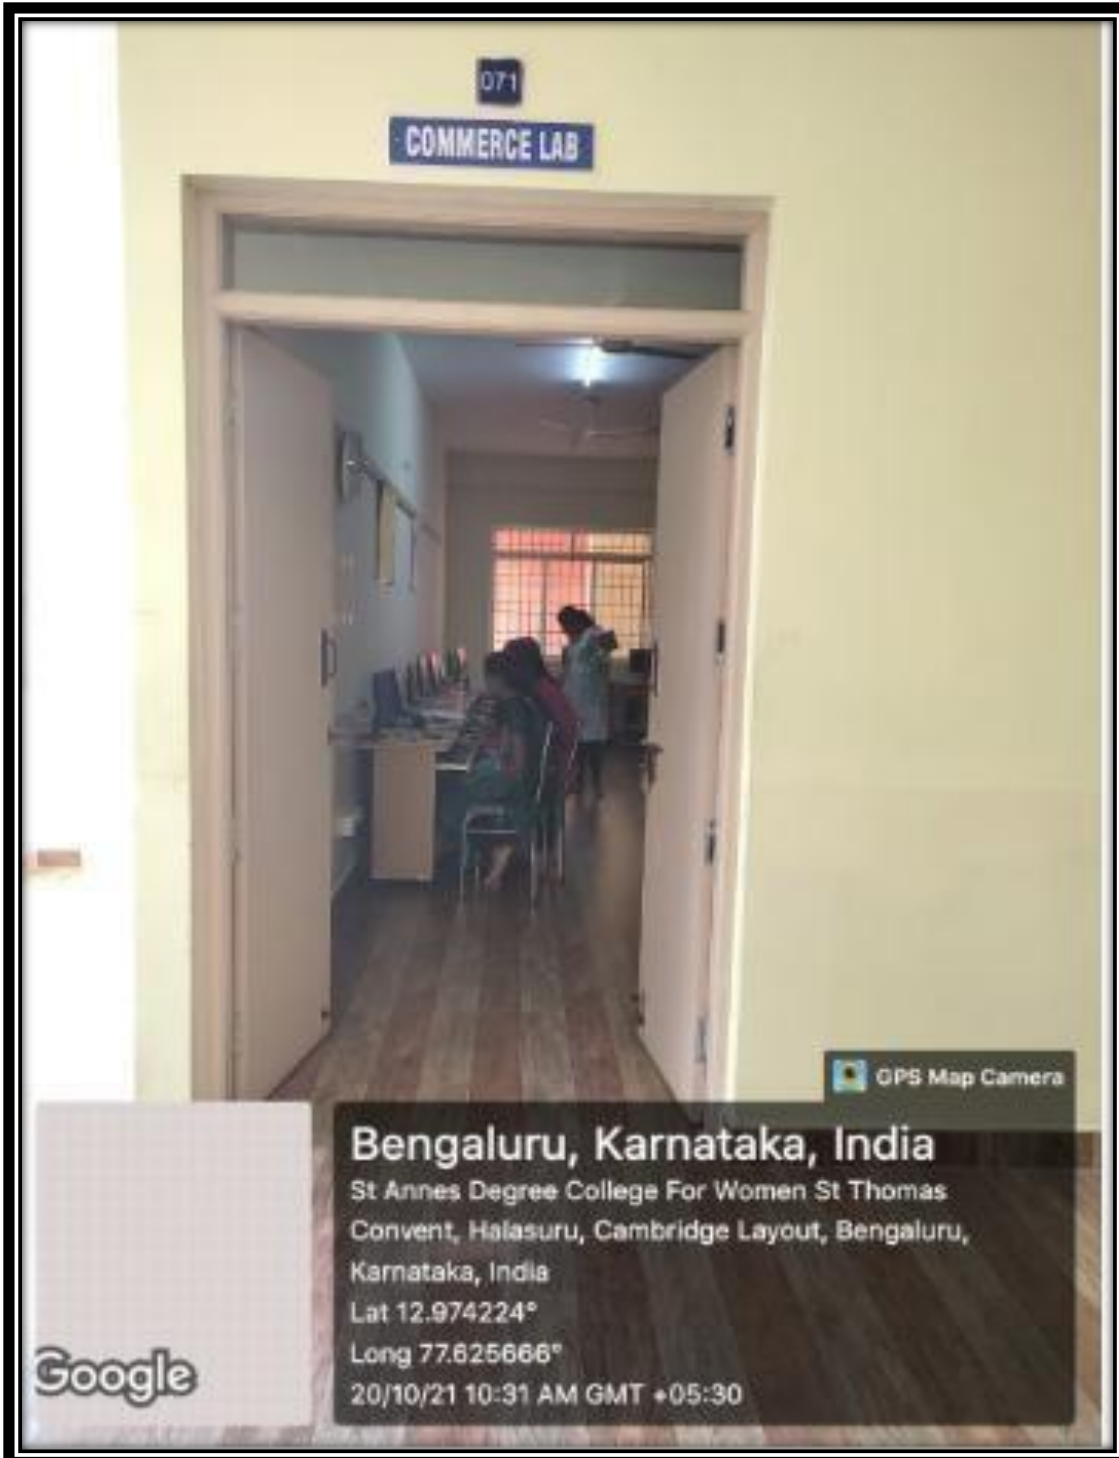 071
COMMERCE LAB
GPS Map Camera
Bengaluru, Karnataka, India
St Annes Degree College For Women St Thomas
Convent, Halasuru, Cambridge Layout, Bengaluru,
Karnataka, India
Lat 12.974224°
Long 77.625666°
20/10/21 10:31 AM GMT +05:30
Google